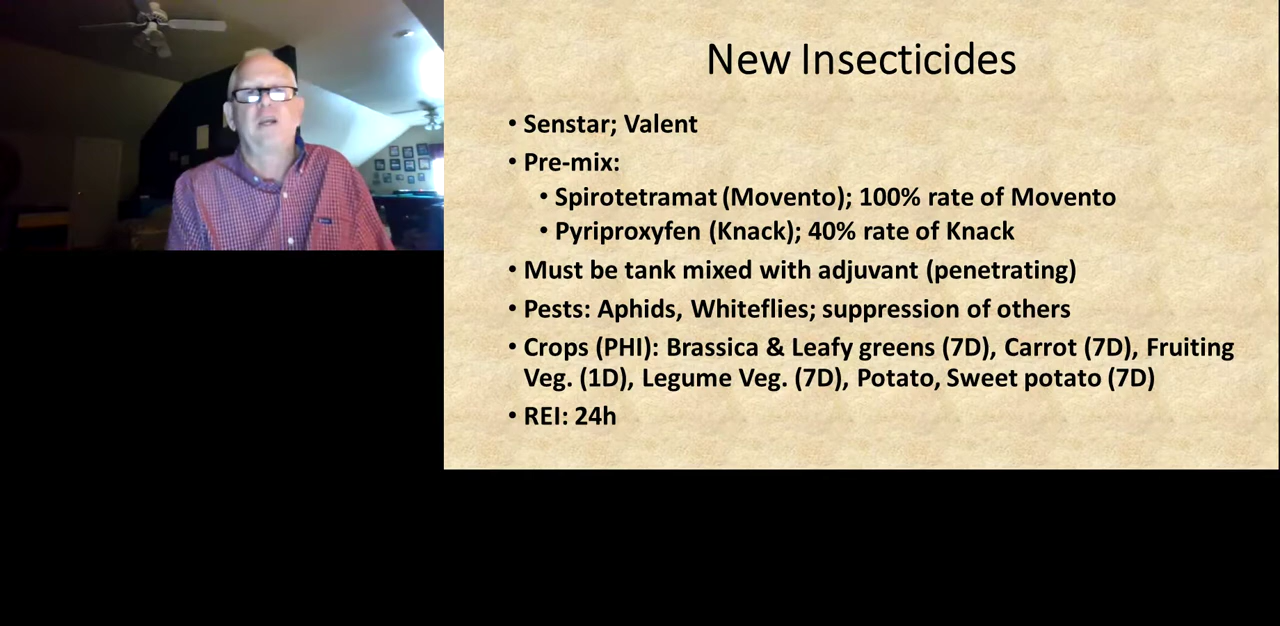 New Insecticides
• Senstar; Valent
• Pre-mix:
• Spirotetramat (Movento); 100% rate of Movento
• Pyriproxyfen (Knack); 40% rate of Knack
• Must be tank mixed with adjuvant (penetrating)
• Pests: Aphids, Whiteflies; suppression of others
• Crops (PHI): Brassica & Leafy greens (7D), Carrot (7D), Fruiting
Veg. (1D), Legume Veg. (7D), Potato, Sweet potato (7D)
• REI: 24h